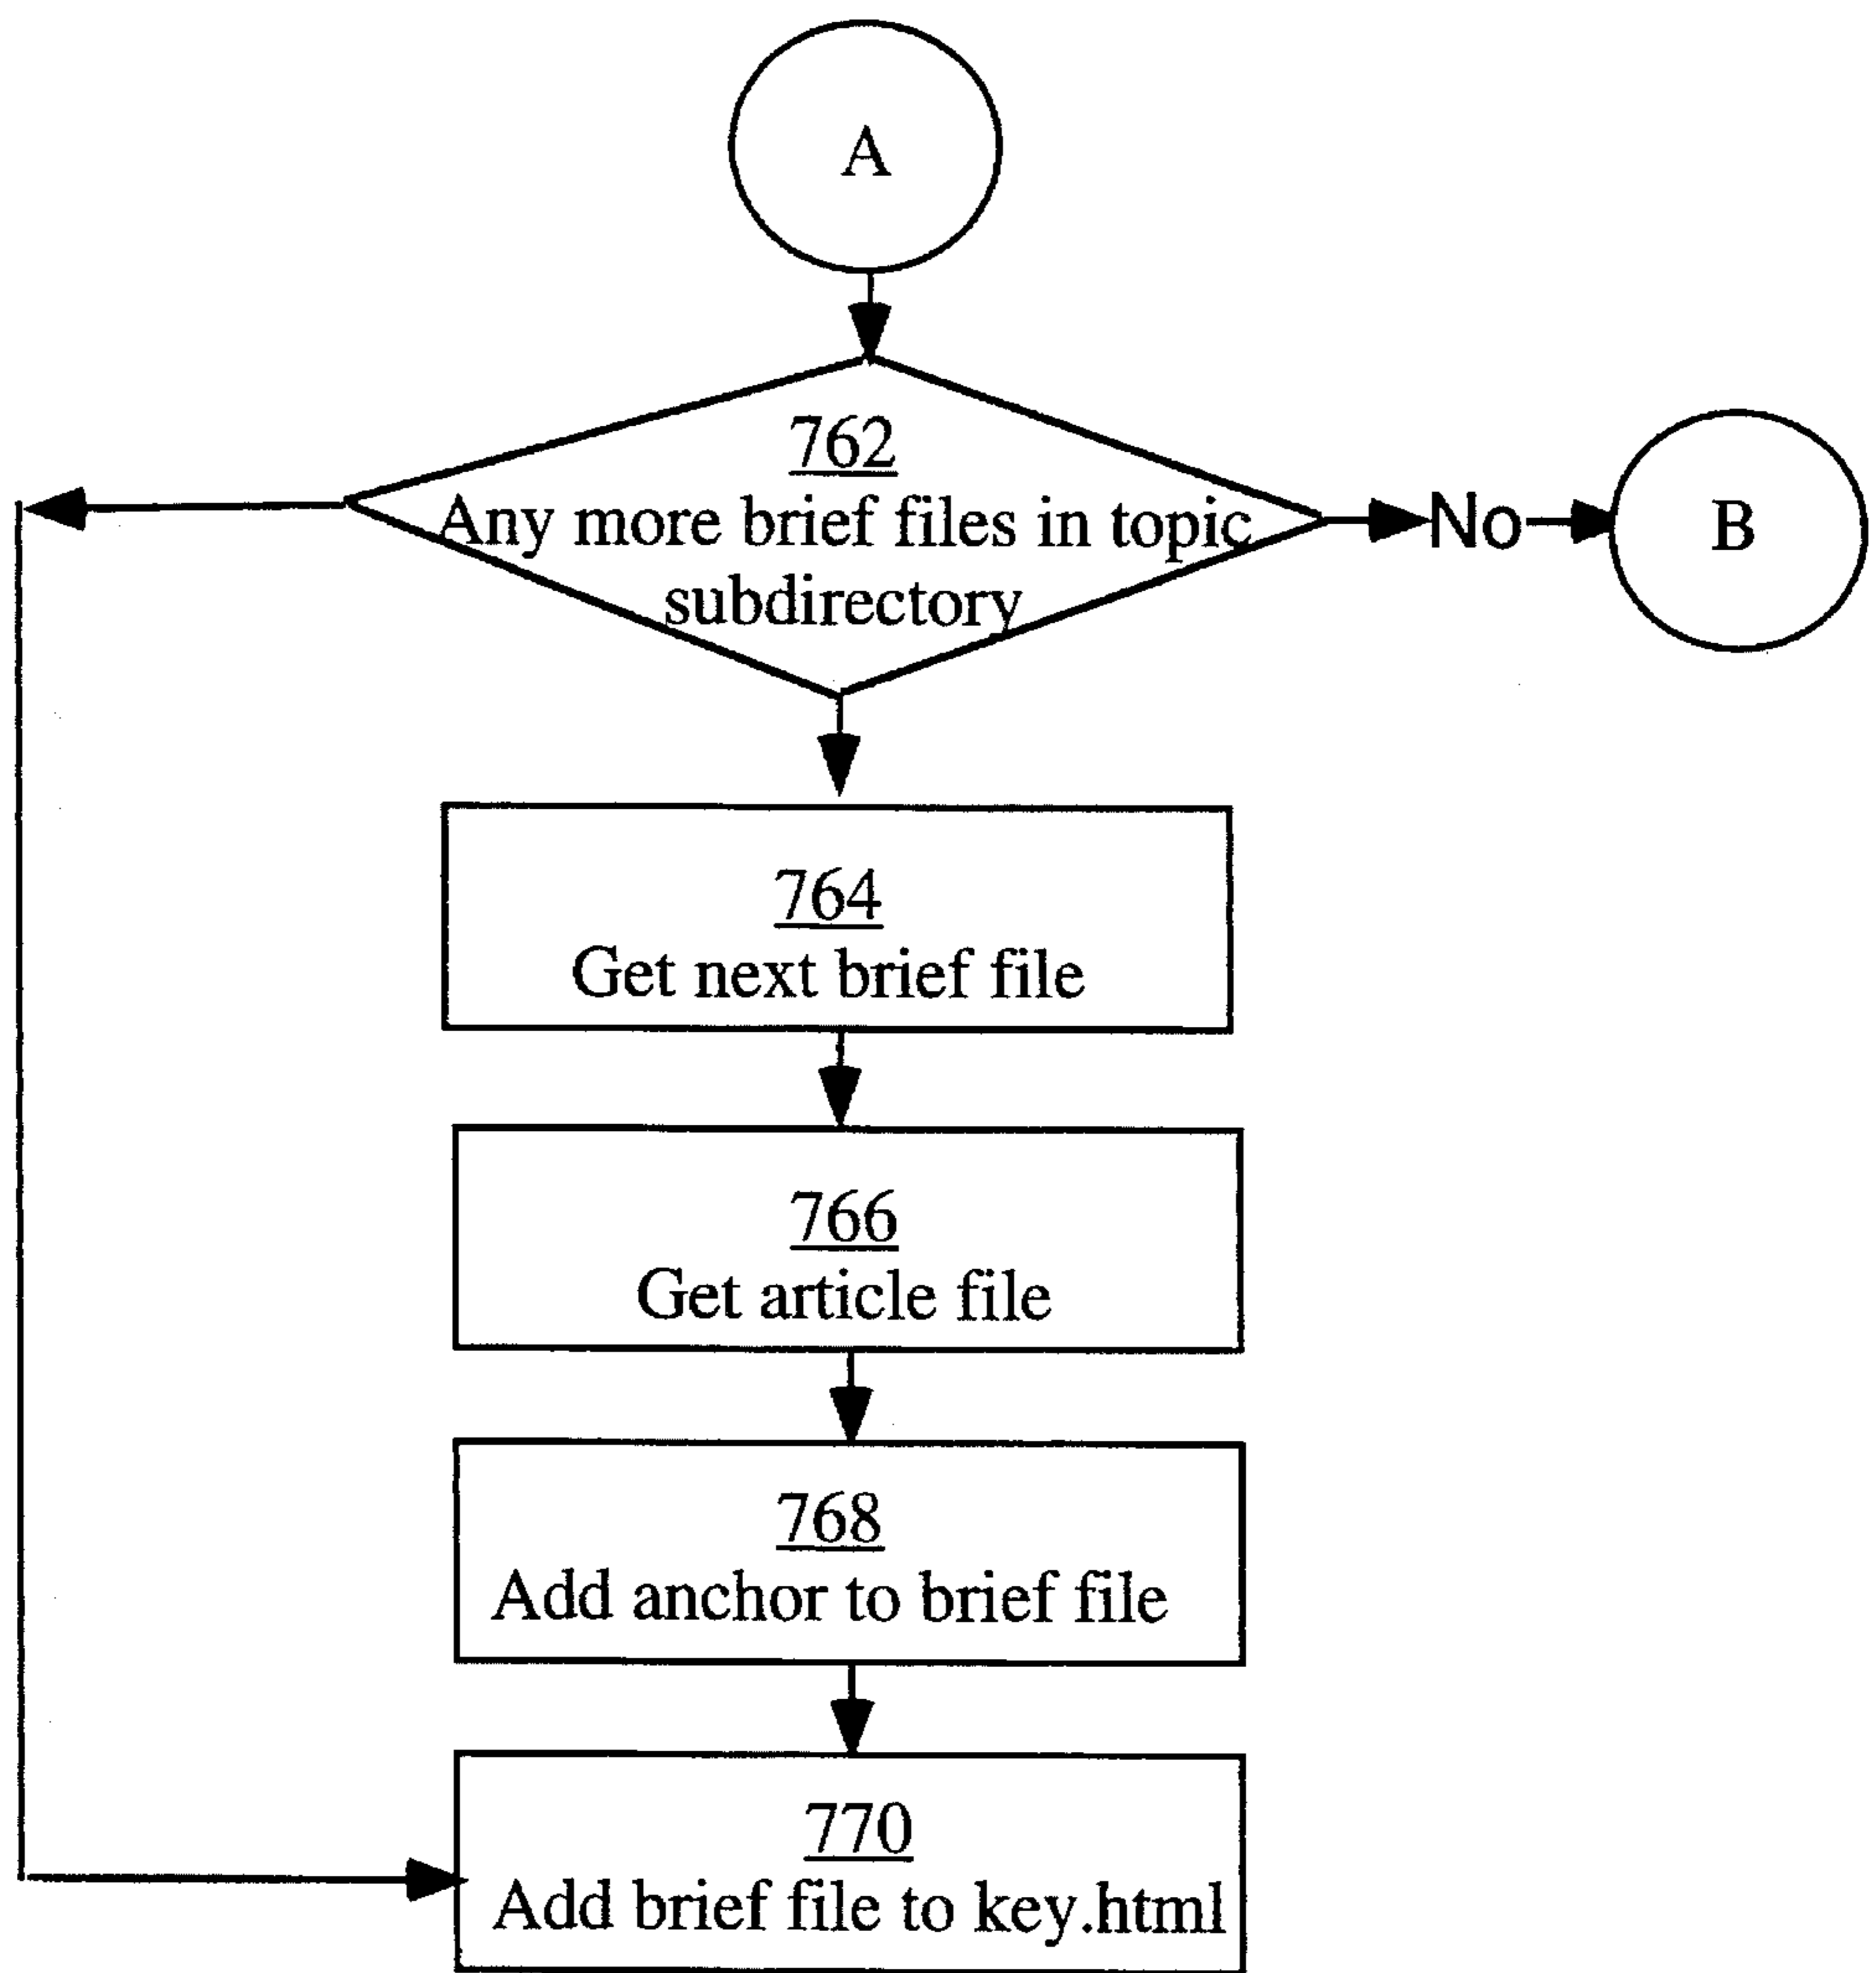 A
762
Any more brief files in topic
subdirectory
No
B
764
Get next brief file
766
Get article file
768
Add anchor to brief file
770
Add brief file to key.html